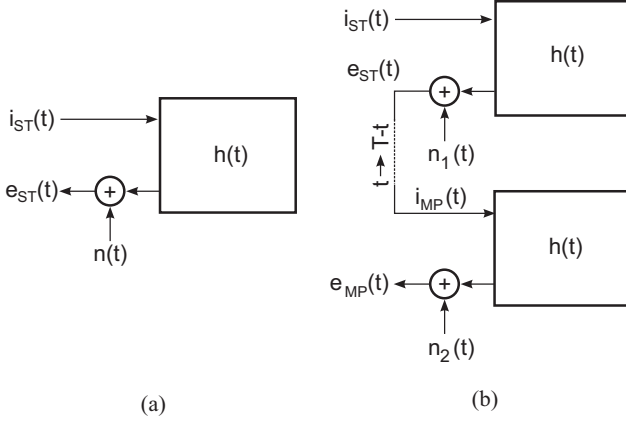 i_ST(t)
h(t)
e_ST(t)
+
n(t)
(a)
i_ST(t)
h(t)
e_ST(t)
+
n_1(t)
t → T-t
i_MP(t)
h(t)
e_MP(t)
+
n_2(t)
(b)